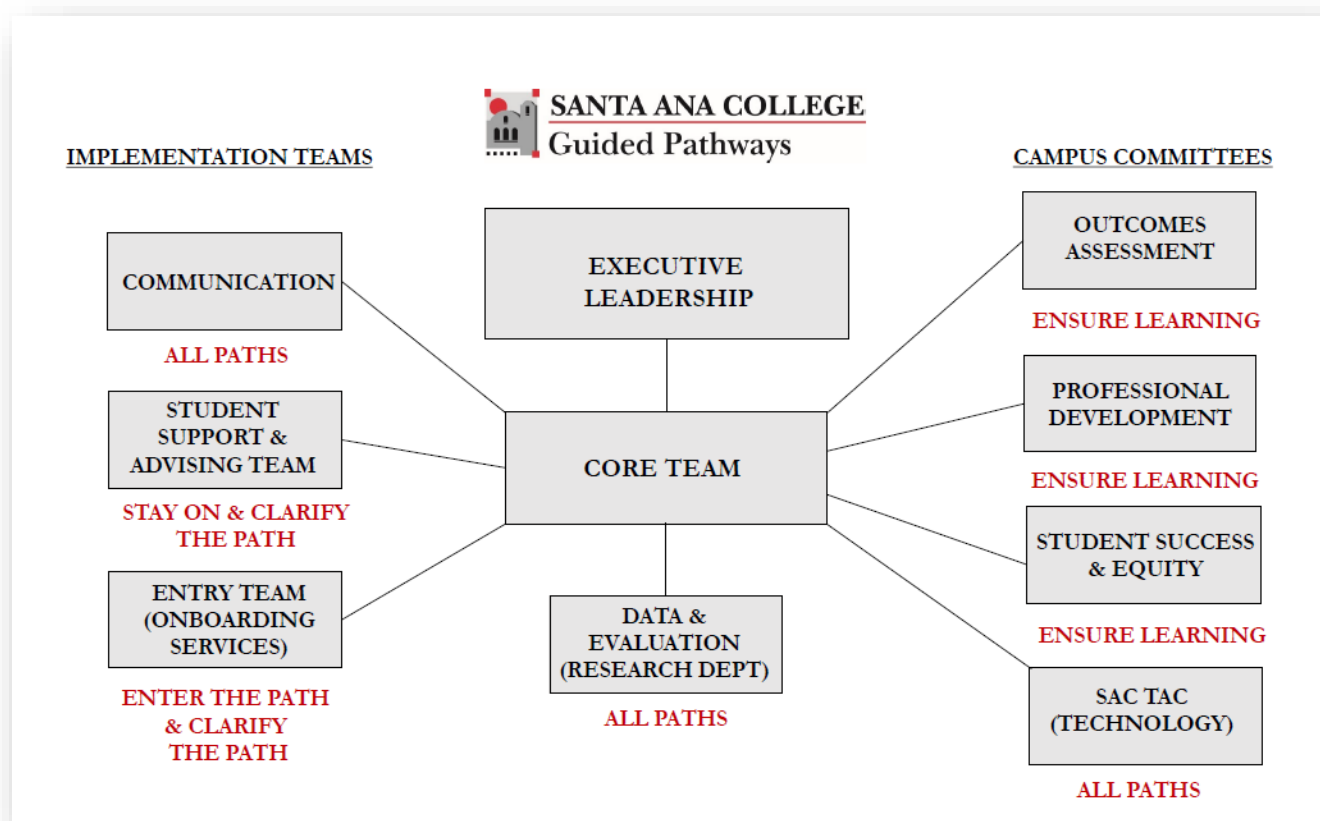 SANTA ANA COLLEGE
Guided Pathways
IMPLEMENTATION TEAMS
COMMUNICATION
ALL PATHS
STUDENT
SUPPORT &
ADVISING TEAM
STAY ON & CLARIFY
THE PATH
ENTRY TEAM
(ONBOARDING
SERVICES)
ENTER THE PATH
& CLARIFY
THE PATH
EXECUTIVE
LEADERSHIP
CORE TEAM
DATA &
EVALUATION
(RESEARCH DEPT)
ALL PATHS
CAMPUS COMMITTEES
OUTCOMES
ASSESSMENT
ENSURE LEARNING
PROFESSIONAL
DEVELOPMENT
ENSURE LEARNING
STUDENT SUCCESS
& EQUITY
ENSURE LEARNING
SAC TAC
(TECHNOLOGY)
ALL PATHS